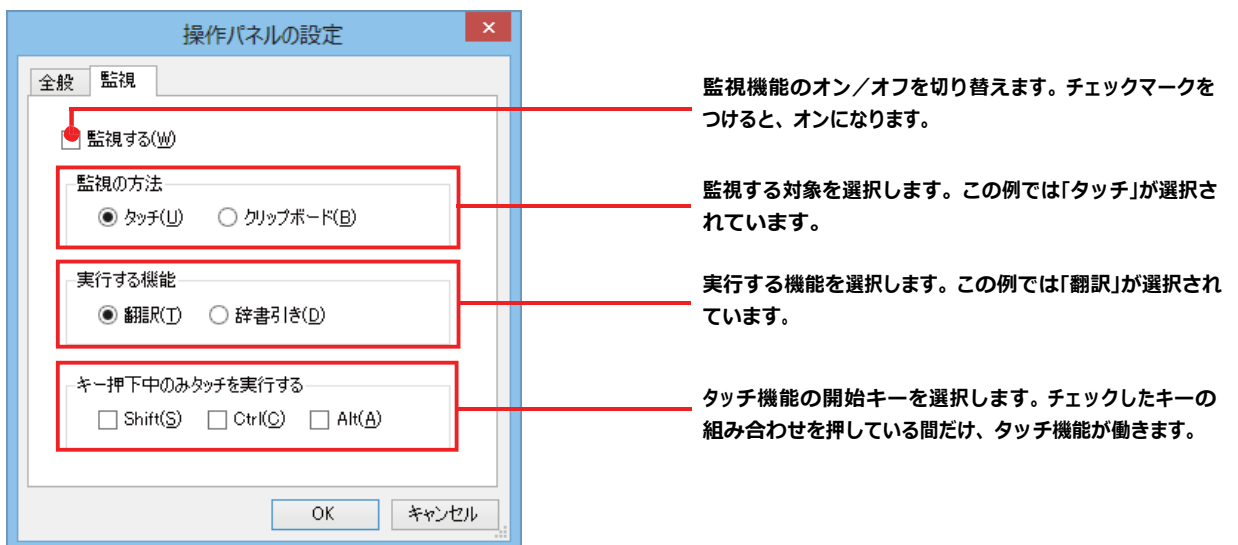 操作パネルの設定
全般 監視
監視する(W)
監視の方法
タッチ(U) クリップボード(B)
実行する機能
翻訳(T) 辞書引き(D)
キー押下中のみタッチを実行する
Shift(S) Ctrl(C) Alt(A)
OK キャンセル
監視機能のオン／オフを切り替えます。チェックマークを
つけると、オンになります。
監視する対象を選択します。この例では「タッチ」が選択さ
れています。
実行する機能を選択します。この例では「翻訳」が選択され
ています。
タッチ機能の開始キーを選択します。チェックしたキーの
組み合わせを押している間だけ、タッチ機能が働きます。